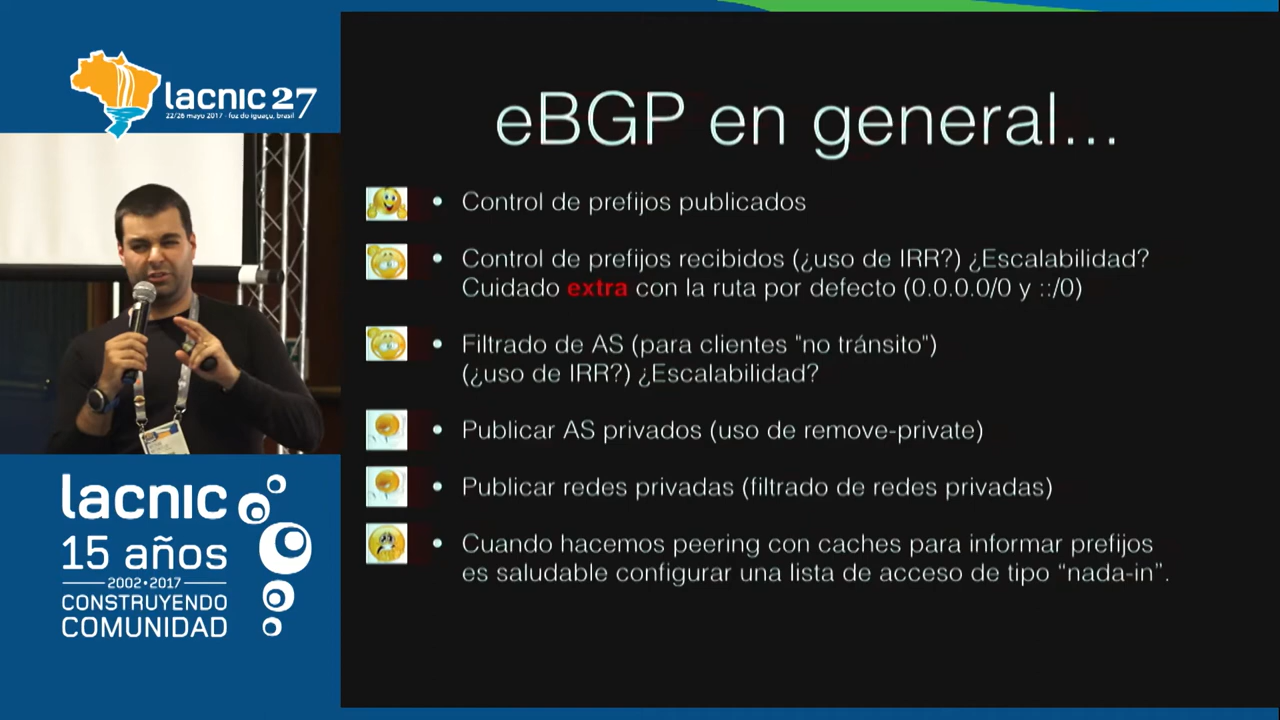 lacnic 27
22/26 mayo 2017 - foz do iguaçu, brasil
eBGP en general...
• Control de prefijos publicados
• Control de prefijos recibidos (¿uso de IRR?) ¿Escalabilidad?
Cuidado extra con la ruta por defecto (0.0.0.0/0 y ::/0)
• Filtrado de AS (para clientes "no tránsito")
(¿uso de IRR?) ¿Escalabilidad?
• Publicar AS privados (uso de remove-private)
• Publicar redes privadas (filtrado de redes privadas)
• Cuando hacemos peering con caches para informar prefijos
es saludable configurar una lista de acceso de tipo “nada-in”.
lacnic
15 años
2002•2017
CONSTRUYENDO
COMUNIDAD